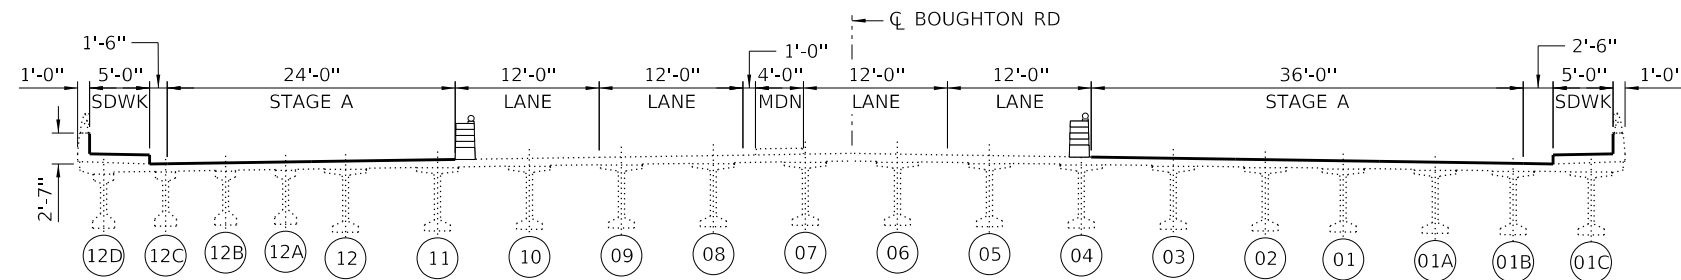 ℄ BOUGHTON RD
1'-6" 1'-0" 2'-6"
1'-0" 5'-0" 24'-0" 12'-0" 12'-0" 4'-0" 12'-0" 12'-0" 36'-0" 5'-0" 1'-0"
SDWK STAGE A LANE LANE MDN LANE LANE STAGE A SDWK
2'-7"
12D 12C 12B 12A 12 11 10 09 08 07 06 05 04 03 02 01 01A 01B 01C